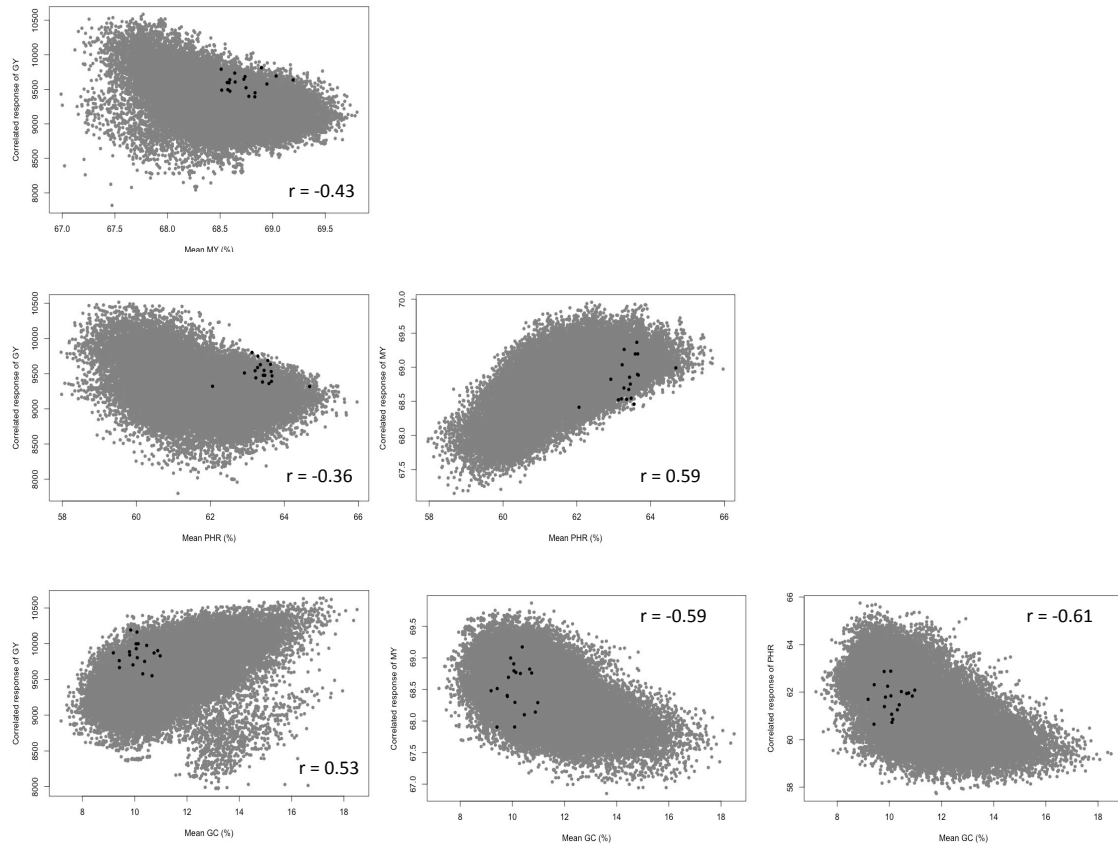 Correlated response of GY
8000 8500 9000 9500 10000 10500
r = -0.43
67.0 67.5 68.0 68.5 69.0 69.5
Mean MY (%)
Correlated response of GY
8000 8500 9000 9500 10000 10500
r = -0.36
58 60 62 64 66
Mean PHR (%)
Correlated response of MY
67.5 68.0 68.5 69.0 69.5 70.0
r = 0.59
58 60 62 64 66
Mean PHR (%)
Correlated response of GY
8000 8500 9000 9500 10000 10500
r = 0.53
8 10 12 14 16 18
Mean GC (%)
Correlated response of MY
67.0 67.5 68.0 68.5 69.0 69.5
r = -0.59
8 10 12 14 16 18
Mean GC (%)
Correlated response of PHR
58 60 62 64 66
r = -0.61
8 10 12 14 16 18
Mean GC (%)